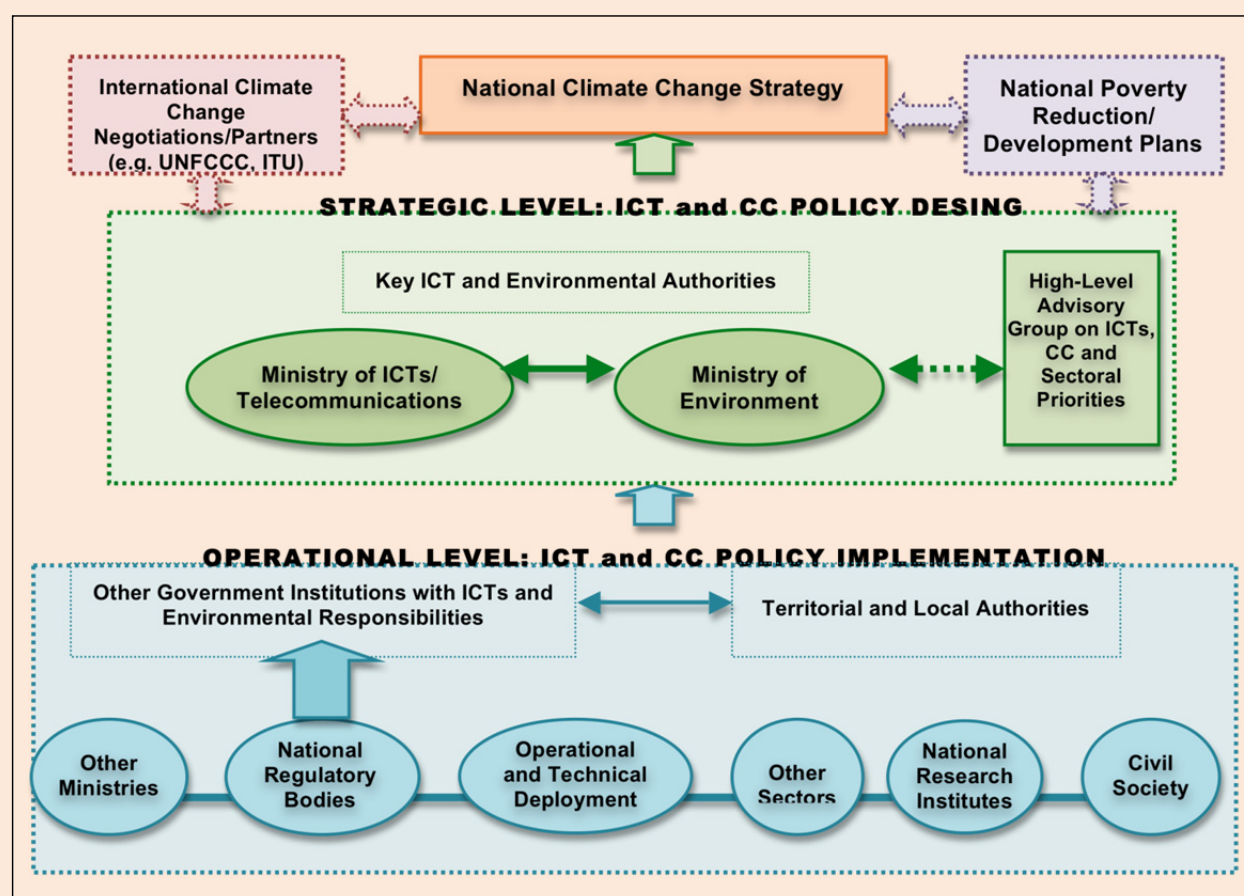 International Climate
Change
Negotiations/Partners
(e.g. UNFCCC, ITU)
National Climate Change Strategy
National Poverty
Reduction/
Development Plans
STRATEGIC LEVEL: ICT and CC POLICY DESING
Key ICT and Environmental Authorities
High-Level
Advisory
Group on ICTs,
CC and
Sectoral
Priorities
Ministry of ICTs/
Telecommunications
Ministry of
Environment
OPERATIONAL LEVEL: ICT and CC POLICY IMPLEMENTATION
Other Government Institutions with ICTs and
Environmental Responsibilities
Territorial and Local Authorities
Other
Ministries
National
Regulatory
Bodies
Operational
and Technical
Deployment
Other
Sectors
National
Research
Institutes
Civil
Society